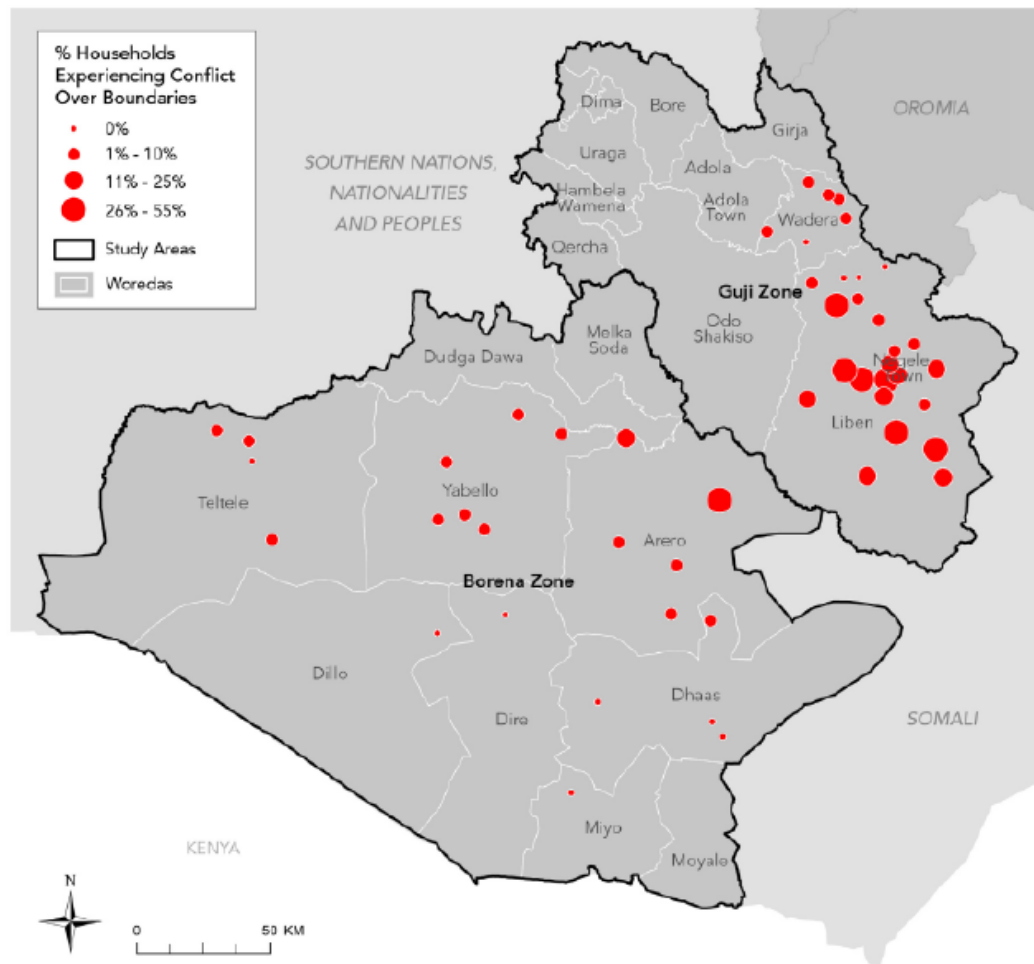 % Households
Experiencing Conflict
Over Boundaries
0%
1% - 10%
11% - 25%
26% - 55%
Study Areas
Woredas
OROMIA
SOUTHERN NATIONS,
NATIONALITIES
AND PEOPLES
Dima
Bore
Girja
Uraga
Adola
Hambela
Wamena
Adola
Town
Wadera
Qercha
Guji Zone
Odo
Shakiso
Melka
Soda
Dudga Dawa
Negele
Town
Liben
Teltele
Yabello
Arero
Borena Zone
Dillo
Dire
Dhaas
SOMALI
Miyo
Moyale
KENYA
N
0
50 KM